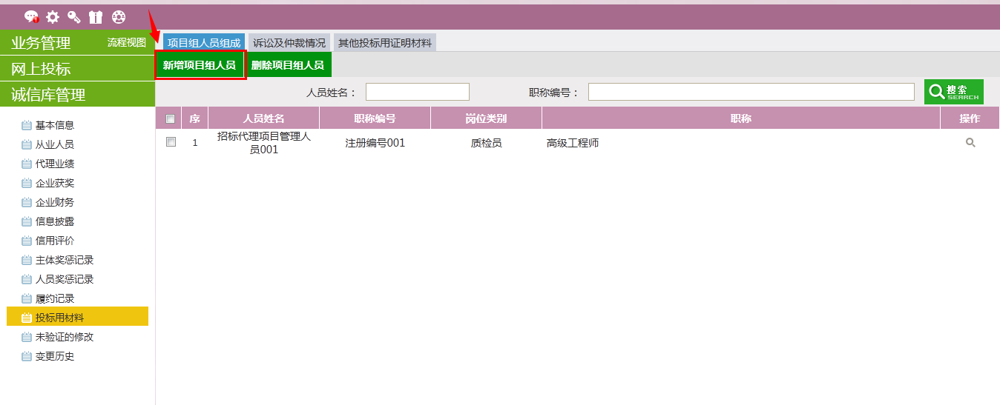 业务管理 流程视图
网上投标
诚信库管理
基本信息
从业人员
代理业绩
企业获奖
企业财务
信息披露
信用评价
主体奖惩记录
人员奖惩记录
履约记录
投标用材料
未验证的修改
变更历史
项目组人员组成 诉讼及仲裁情况 其他投标用证明材料
新增项目组人员 删除项目组人员
人员姓名： 职称编号： 搜索
SEARCH
序 人员姓名 职称编号 岗位类别 职称 操作
1 招标代理项目管理人 注册编号001 质检员 高级工程师
员001